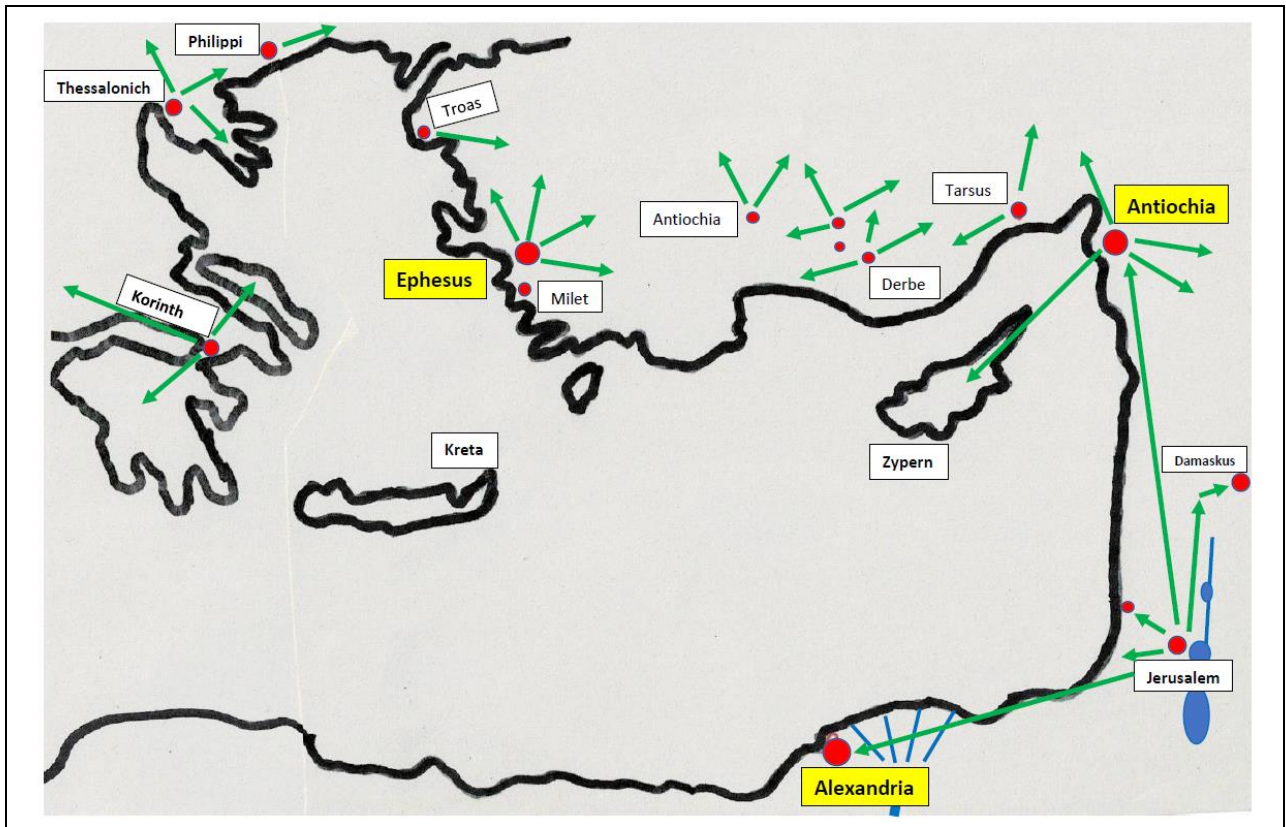 Philippi
Thessalonich
Troas
Tarsus
Antiochia
Antiochia
Ephesus
Derbe
Milet
Korinth
Kreta
Zypern
Damaskus
Jerusalem
Alexandria